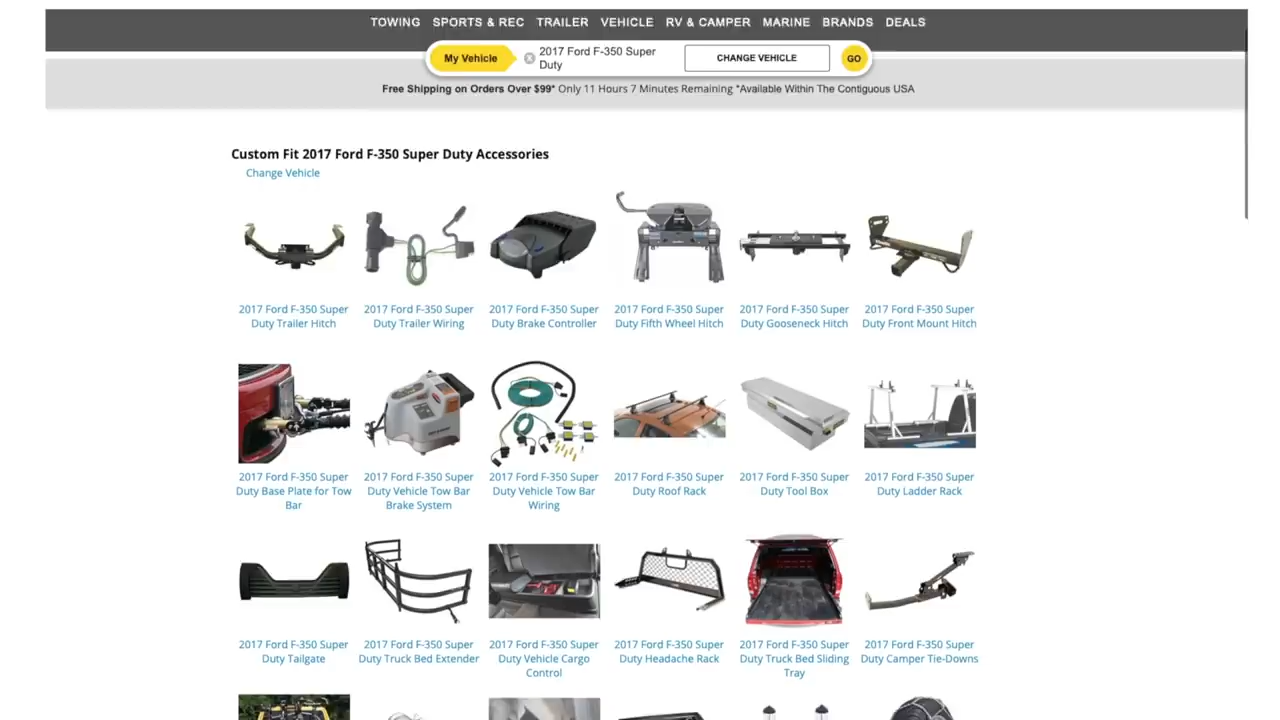 TOWING SPORTS & REC TRAILER VEHICLE RV & CAMPER MARINE BRANDS DEALS
My Vehicle
2017 Ford F-350 Super
Duty
CHANGE VEHICLE
GO
Free Shipping on Orders Over $99* Only 11 Hours 7 Minutes Remaining *Available Within The Contiguous USA
Custom Fit 2017 Ford F-350 Super Duty Accessories
Change Vehicle
2017 Ford F-350 Super
Duty Trailer Hitch
2017 Ford F-350 Super
Duty Trailer Wiring
2017 Ford F-350 Super
Duty Brake Controller
2017 Ford F-350 Super
Duty Fifth Wheel Hitch
2017 Ford F-350 Super
Duty Gooseneck Hitch
2017 Ford F-350 Super
Duty Front Mount Hitch
2017 Ford F-350 Super
Duty Base Plate for Tow
Bar
2017 Ford F-350 Super
Duty Vehicle Tow Bar
Brake System
2017 Ford F-350 Super
Duty Vehicle Tow Bar
Wiring
2017 Ford F-350 Super
Duty Roof Rack
2017 Ford F-350 Super
Duty Tool Box
2017 Ford F-350 Super
Duty Ladder Rack
2017 Ford F-350 Super
Duty Tailgate
2017 Ford F-350 Super
Duty Truck Bed Extender
2017 Ford F-350 Super
Duty Vehicle Cargo
Control
2017 Ford F-350 Super
Duty Headache Rack
2017 Ford F-350 Super
Duty Truck Bed Sliding
Tray
2017 Ford F-350 Super
Duty Camper Tie-Downs